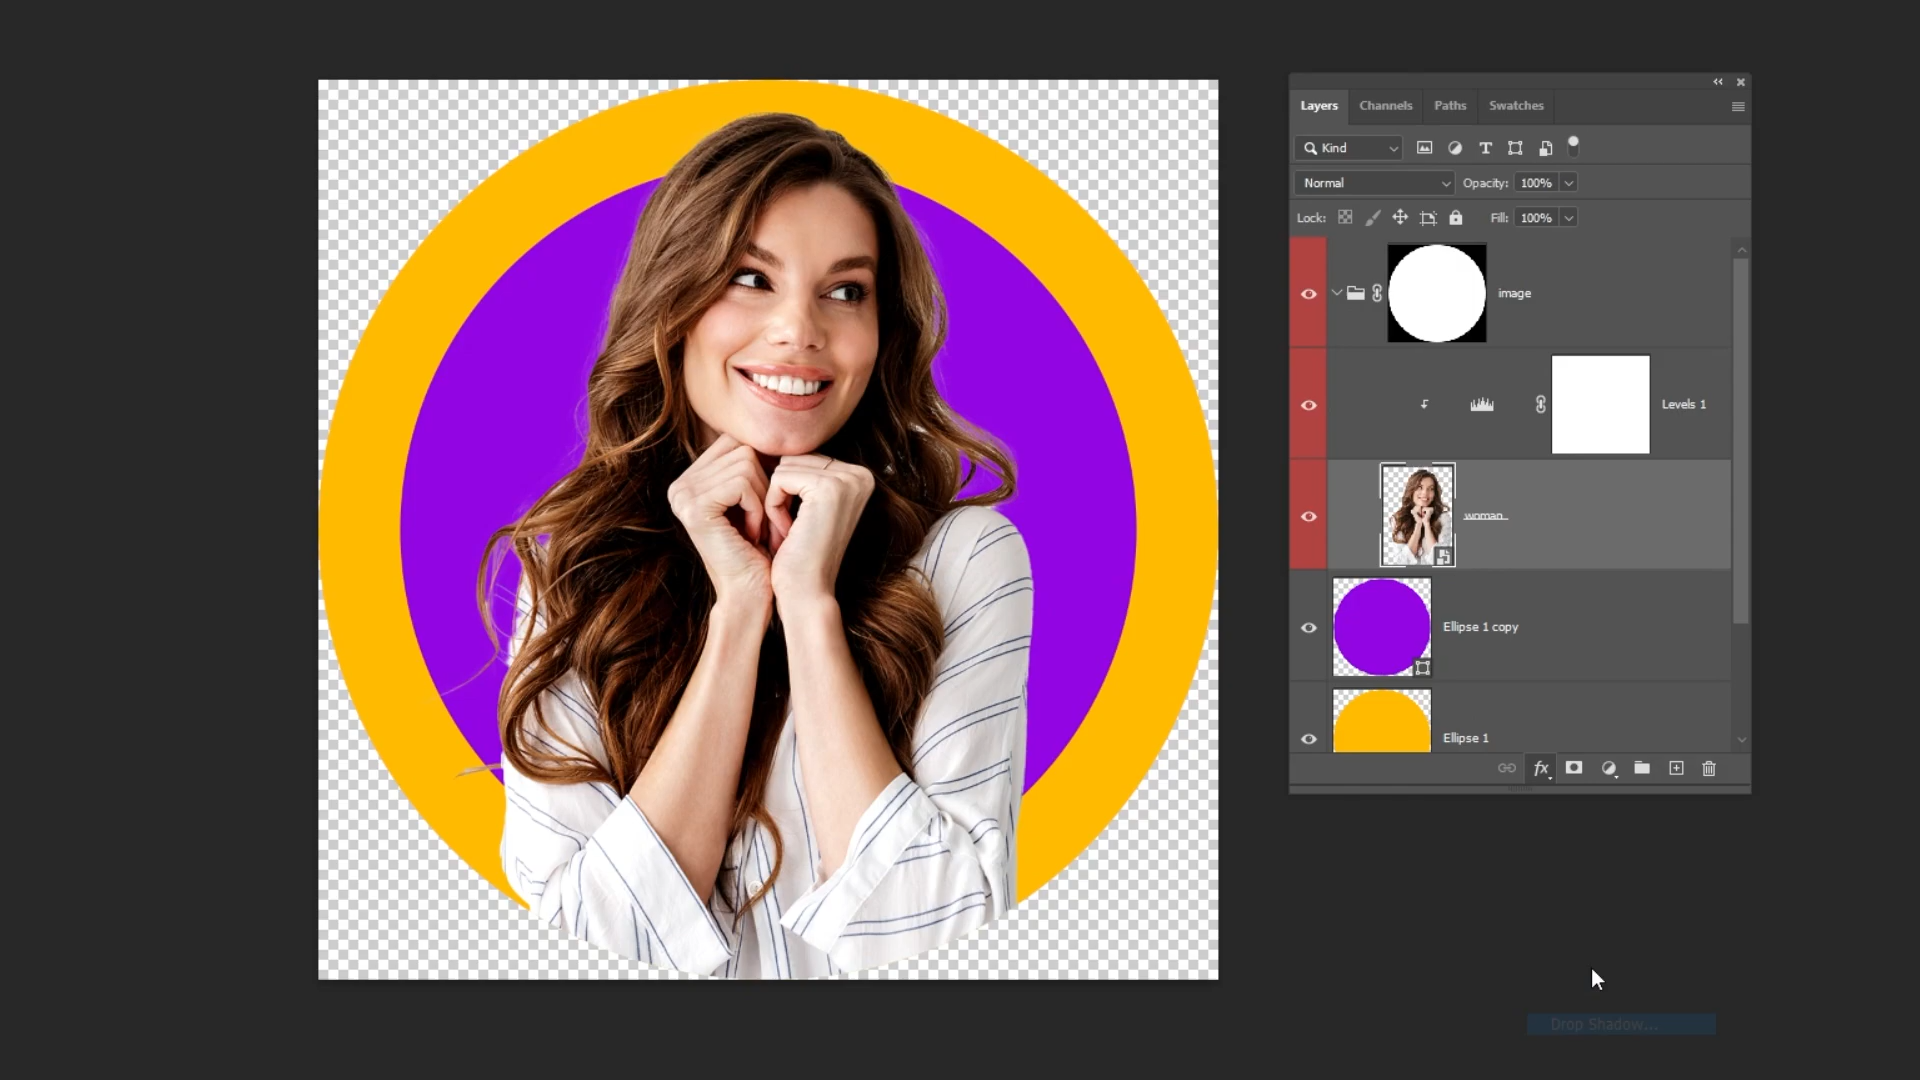 Layers Channels Paths Swatches
Kind
Normal Opacity: 100%
Lock: Fill: 100%
image
Levels 1
woman
Ellipse 1 copy
Ellipse 1
fx
Drop Shadow...